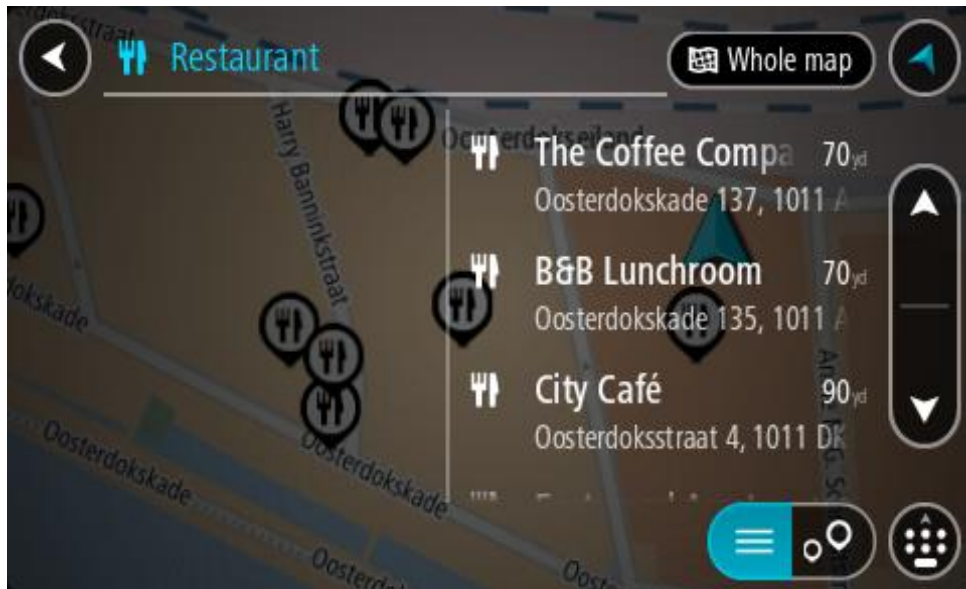 Restaurant
Whole map
The Coffee Compa 70yd
Oosterdokskade 137, 1011 A
B&B Lunchroom 70yd
Oosterdokskade 135, 1011 A
City Café 90yd
Oosterdoksstraat 4, 1011 DK
Harry Banninkstraat
Oosterdokseiland
Oosterdokskade
Oosterdokskade